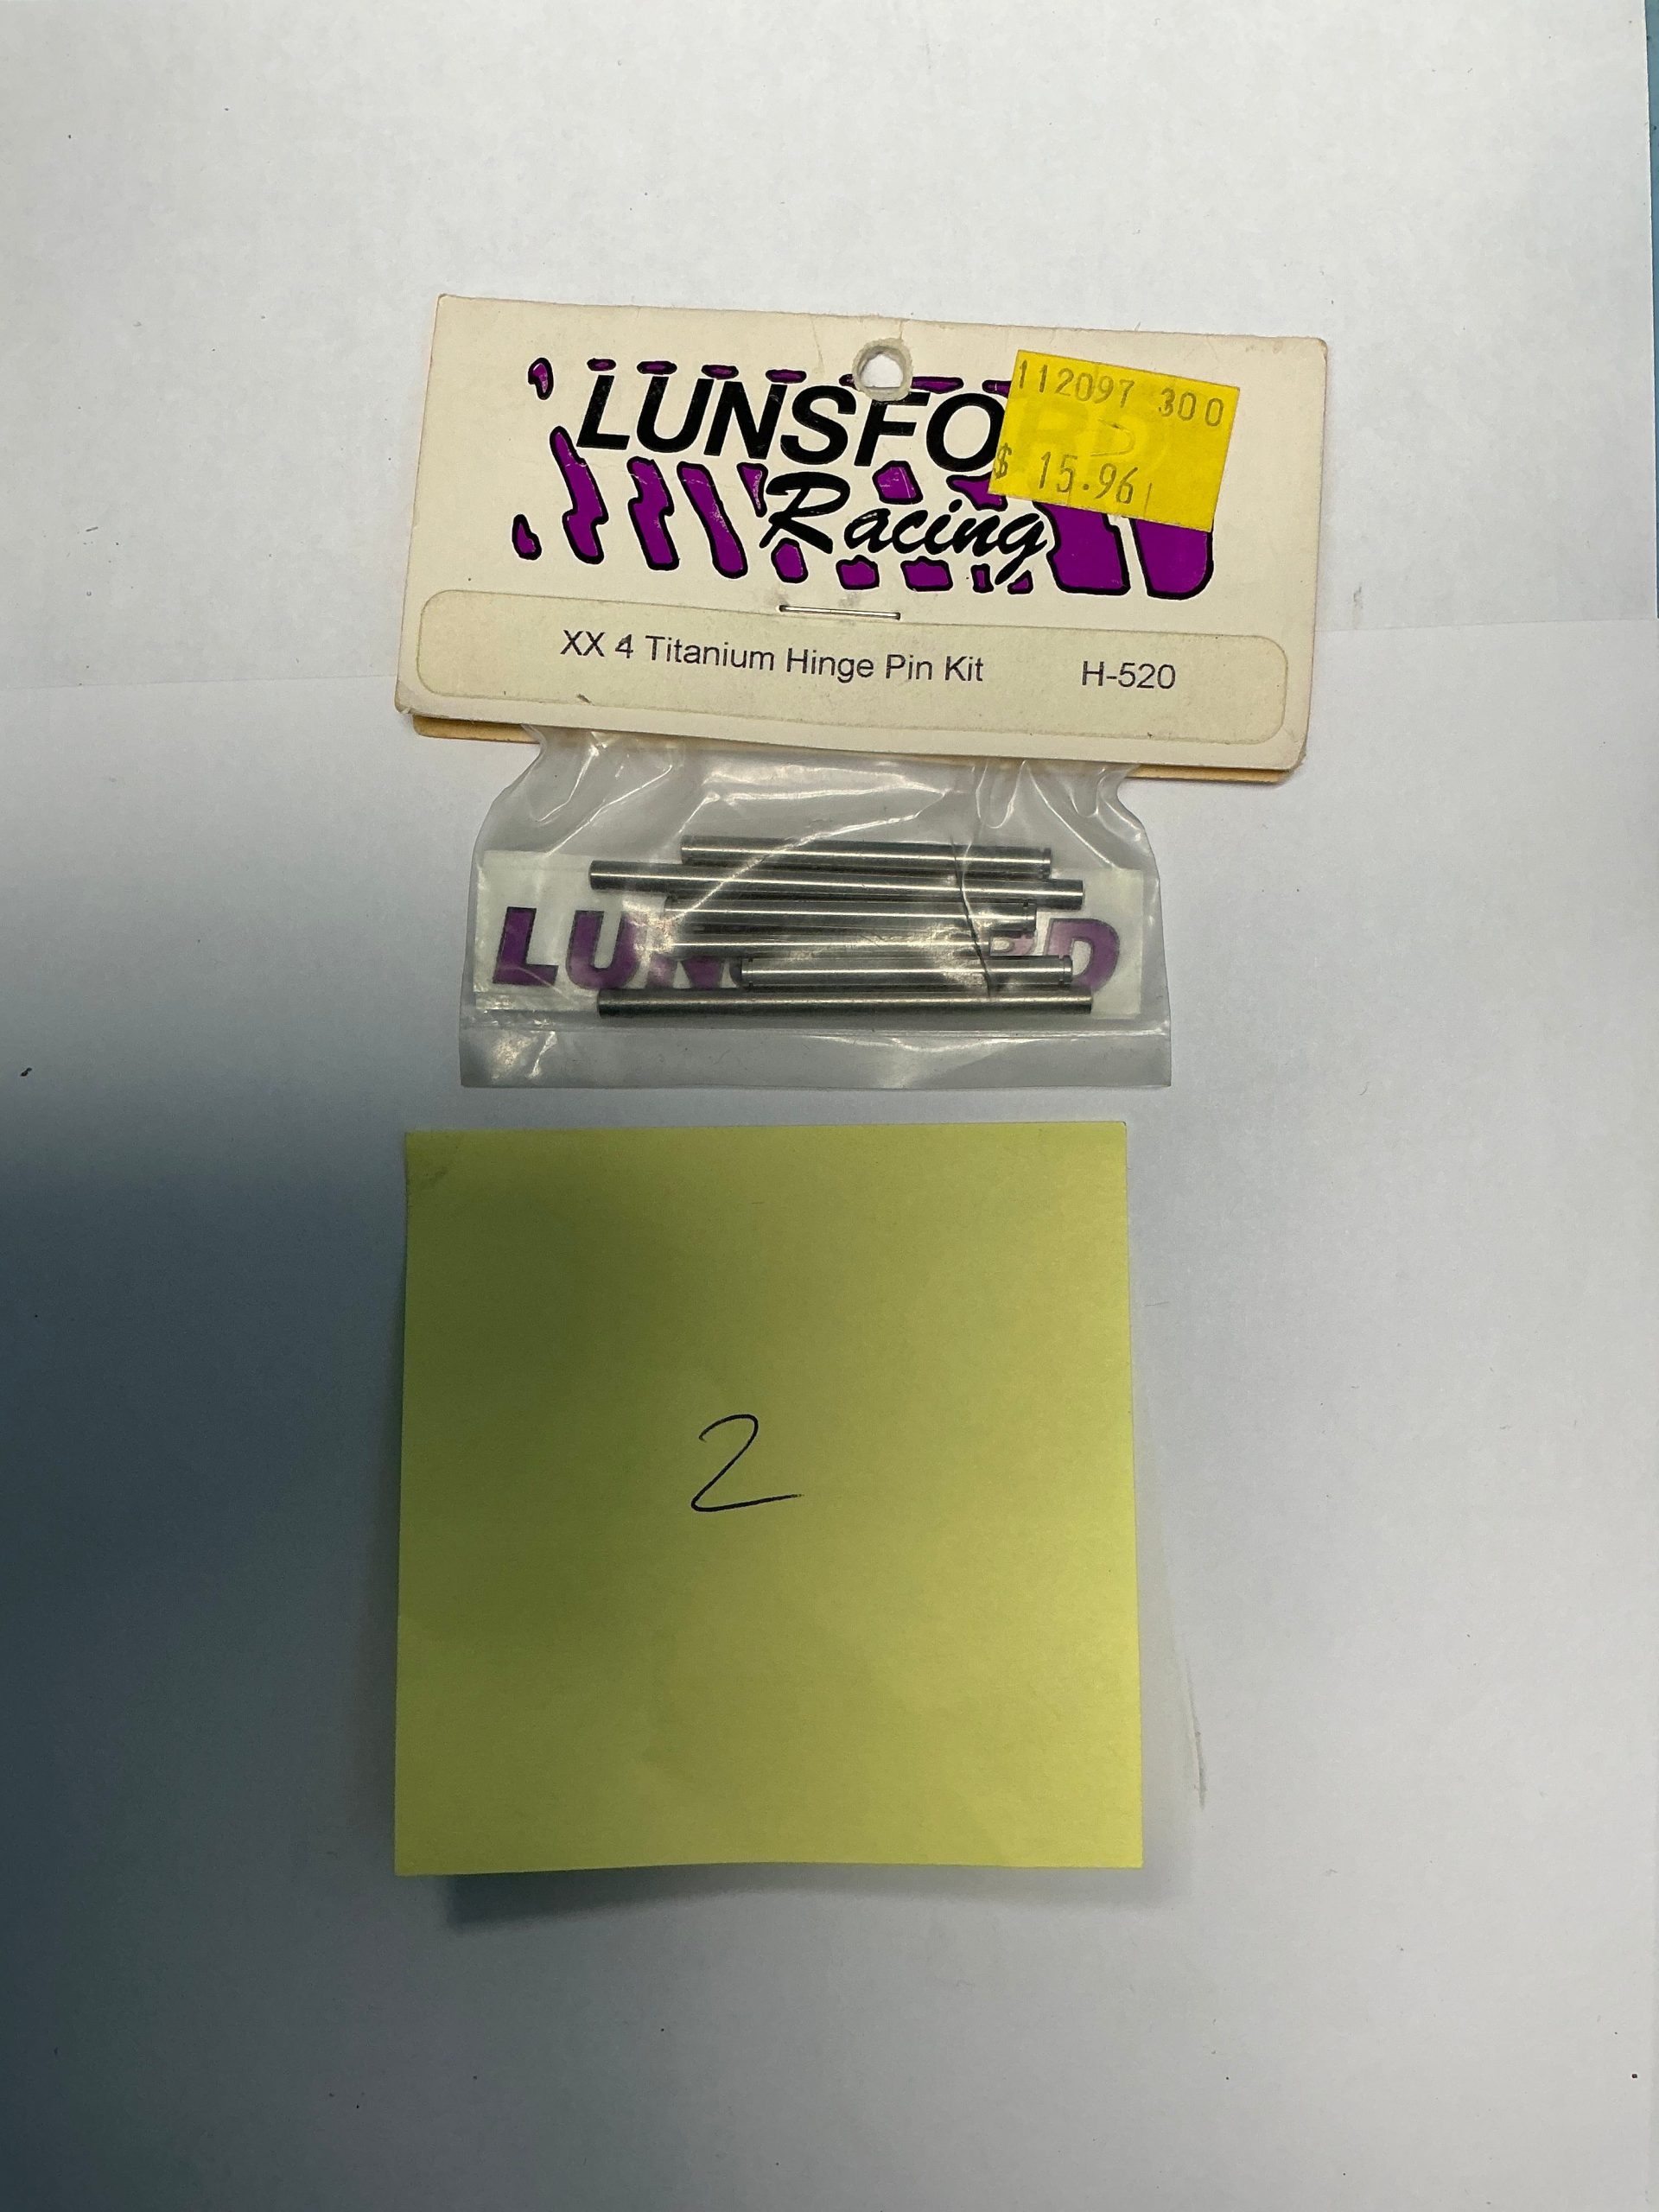 LUNSFO
112097 300
$ 15.96
Racing
XX 4 Titanium Hinge Pin Kit H-520
2